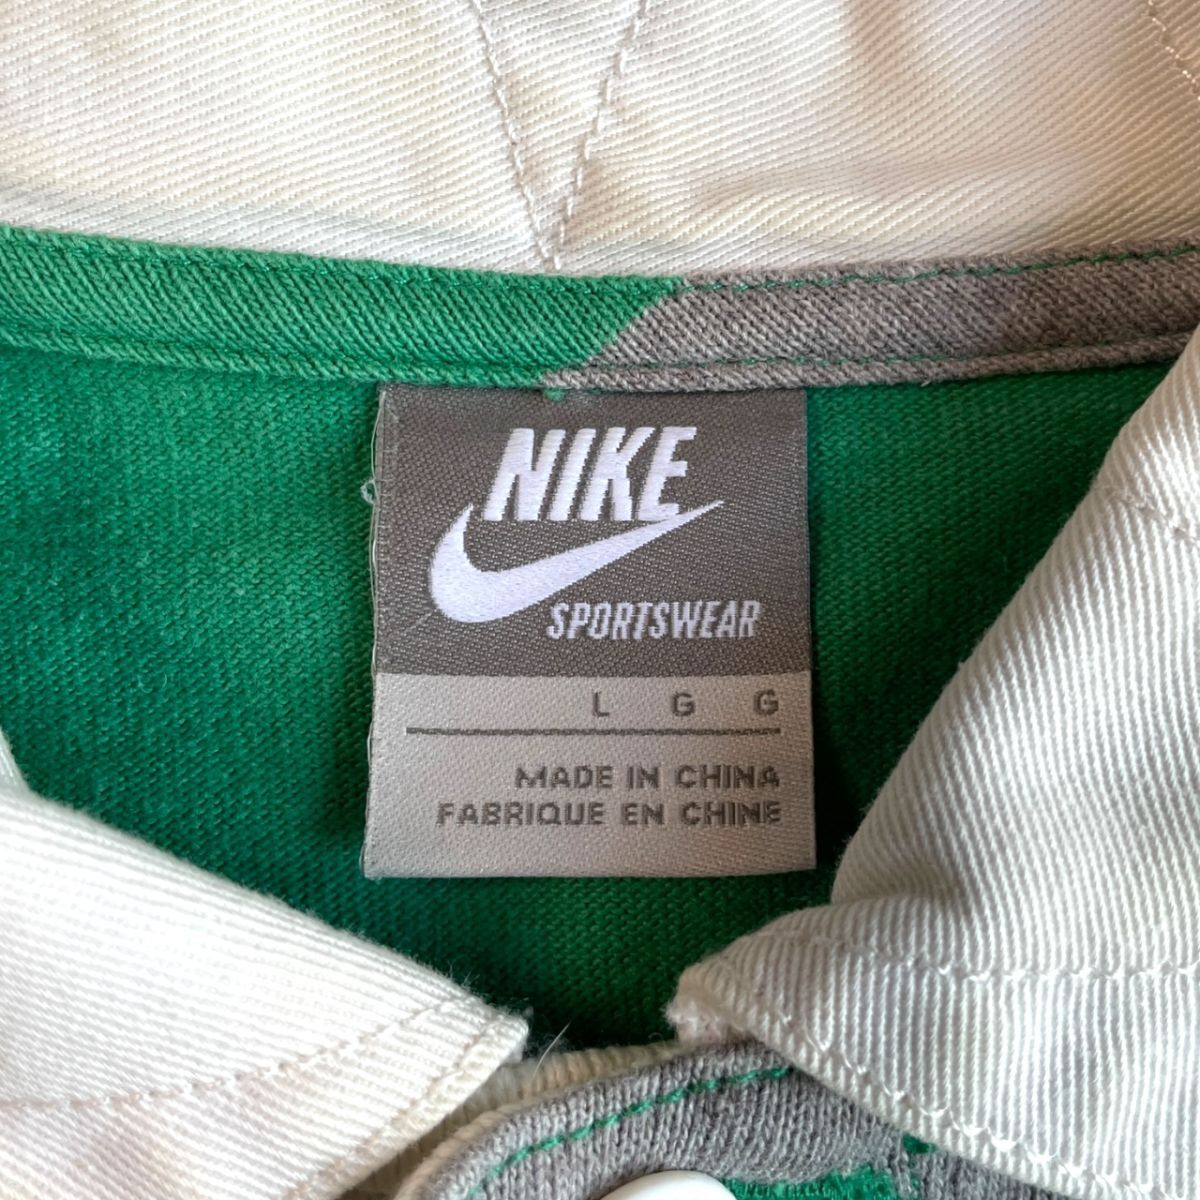 NIKE
SPORTSWEAR
L G G
MADE IN CHINA
FABRIQUE EN CHINE